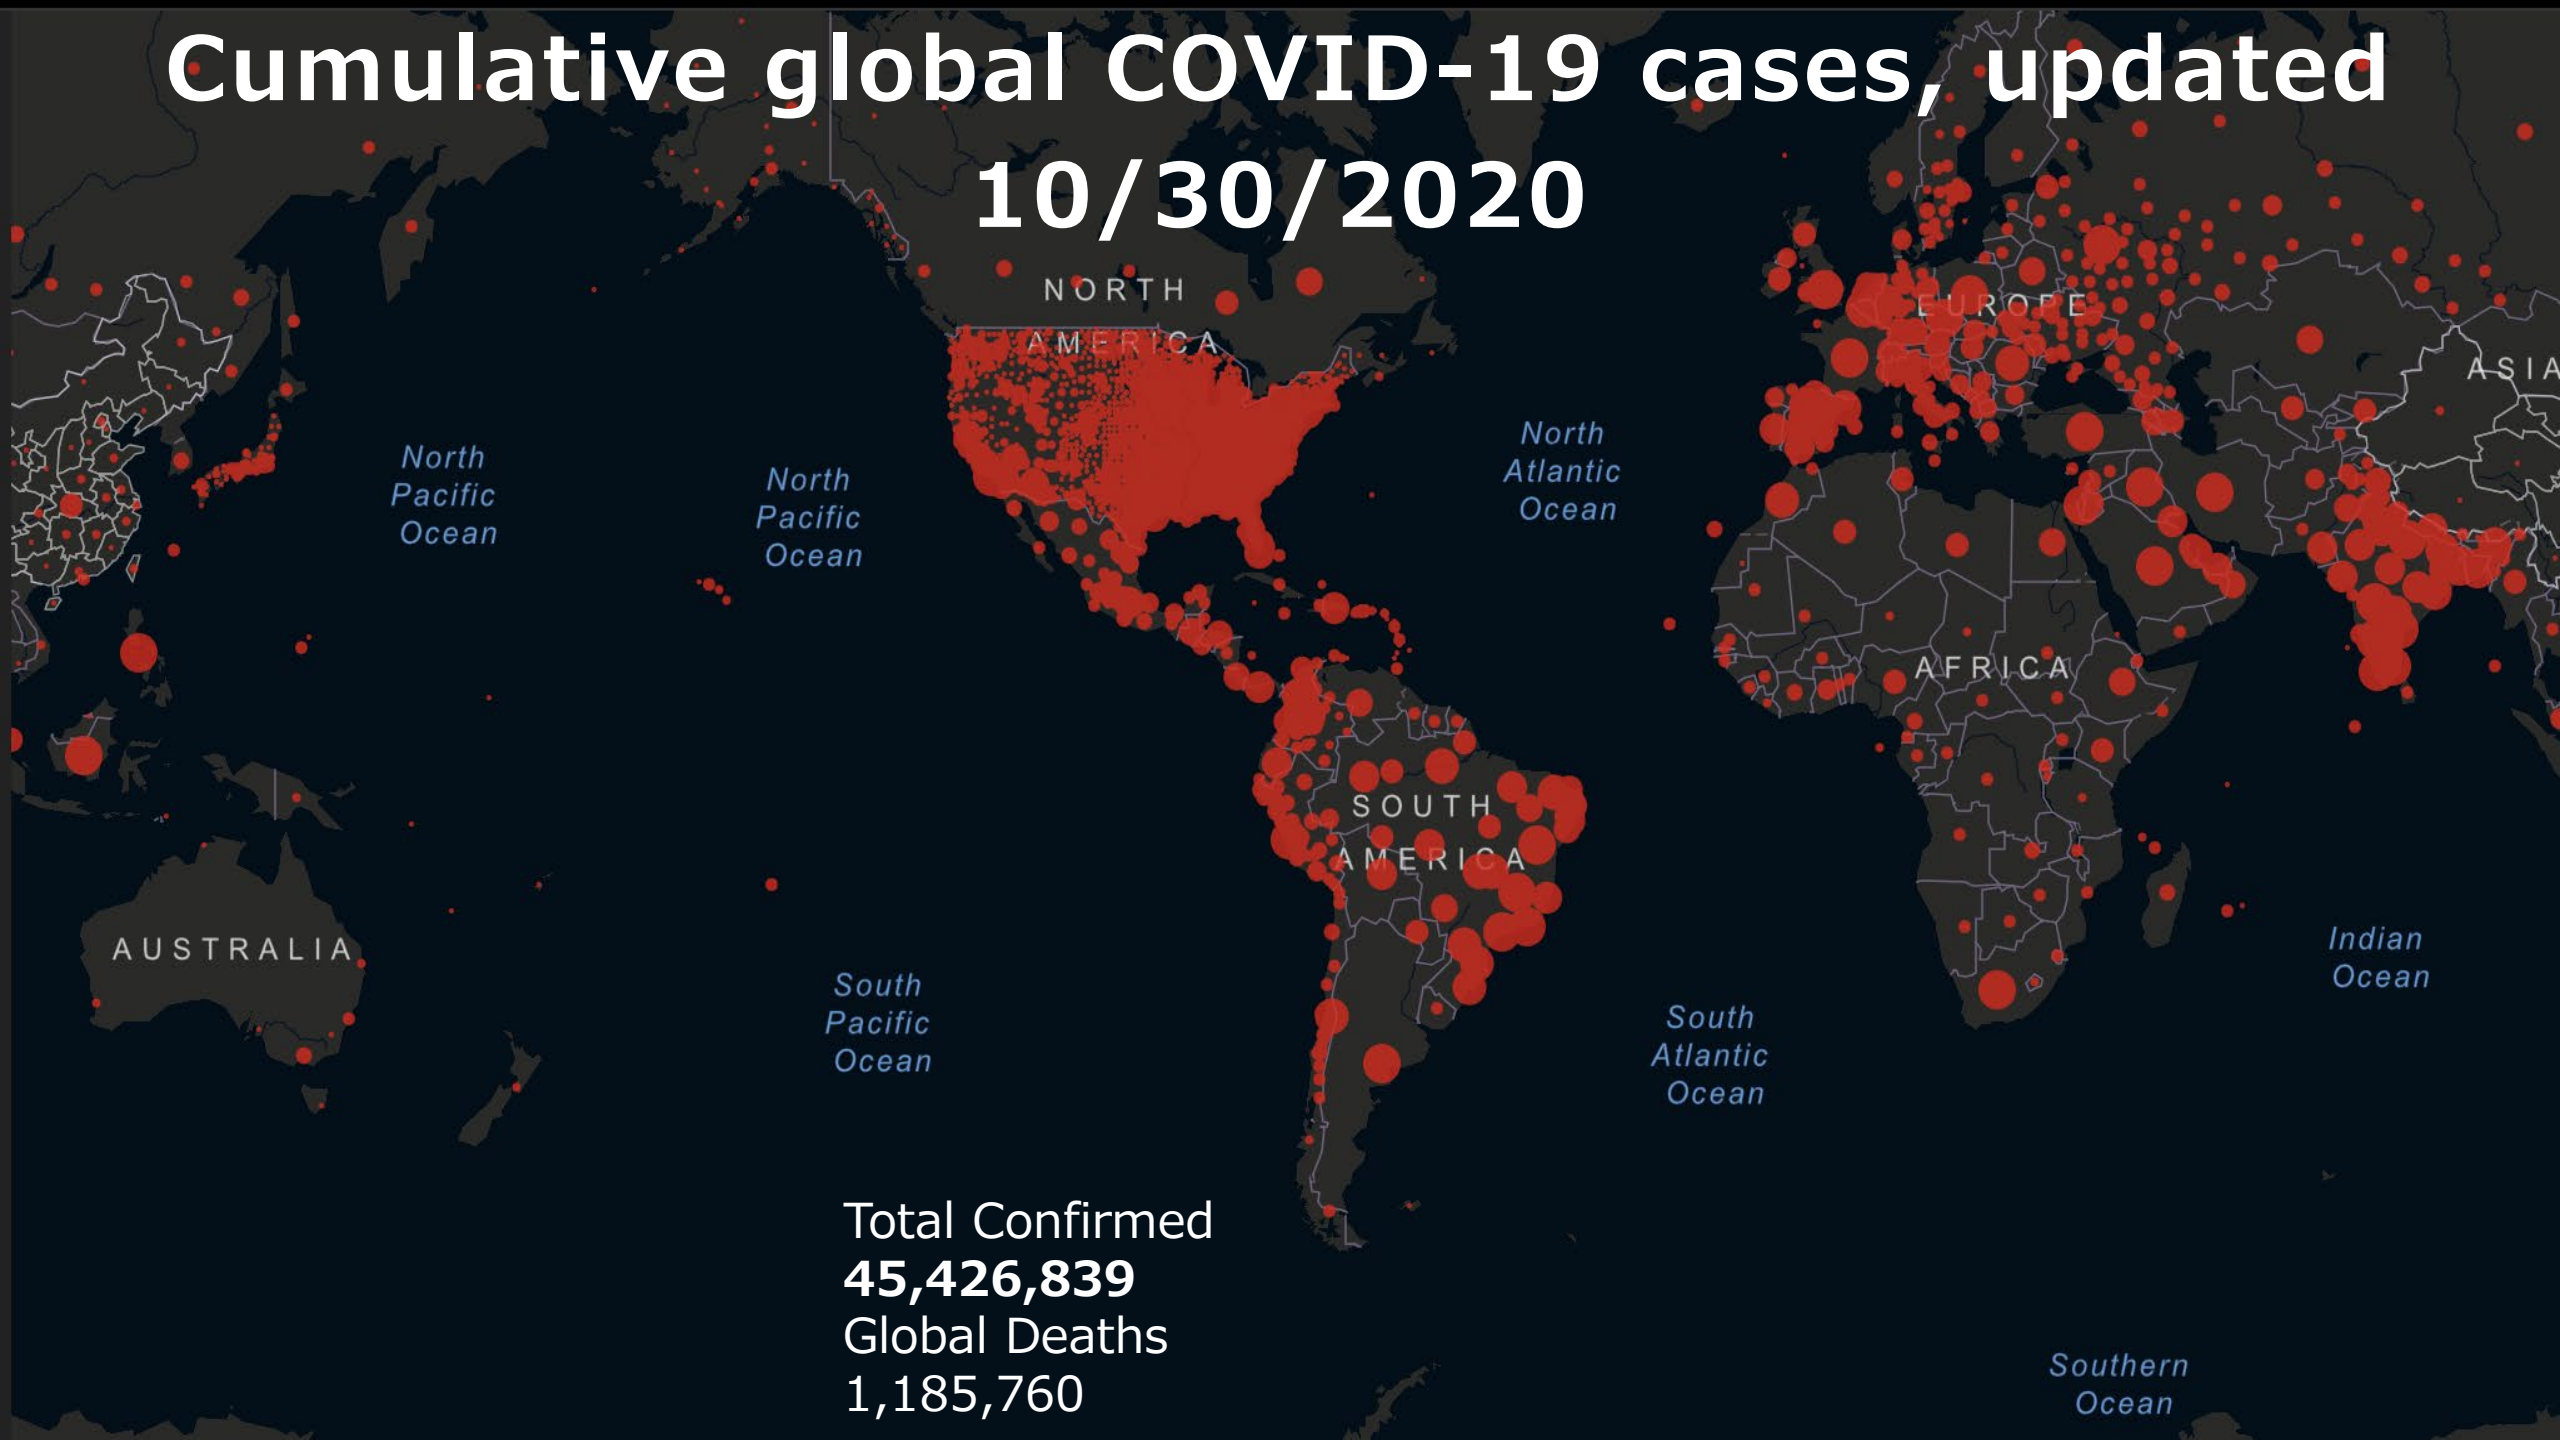 Cumulative global COVID-19 cases, updated
10/30/2020
NORTH
AMERICA
EUROPE
ASIA
North
Pacific
Ocean
North
Pacific
Ocean
North
Atlantic
Ocean
AFRICA
SOUTH
AMERICA
AUSTRALIA
South
Pacific
Ocean
South
Atlantic
Ocean
Indian
Ocean
Total Confirmed
45,426,839
Global Deaths
1,185,760
Southern
Ocean